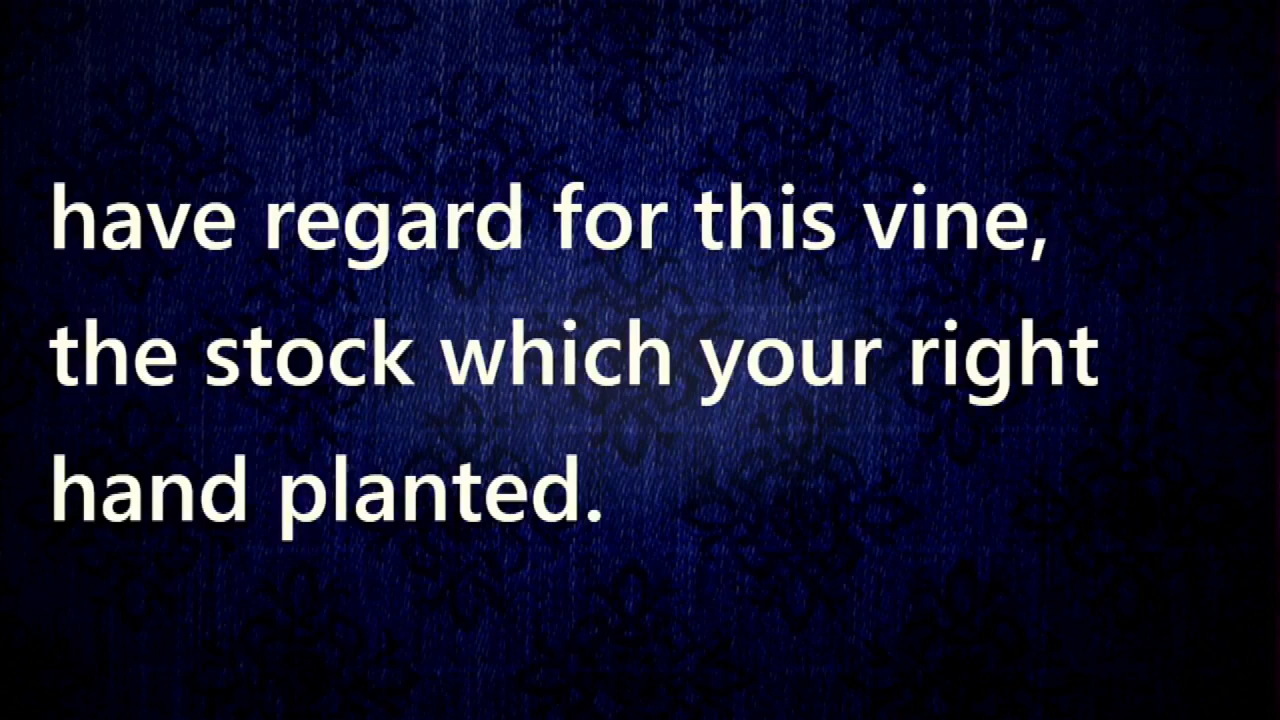 have regard for this vine,
the stock which your right
hand planted.